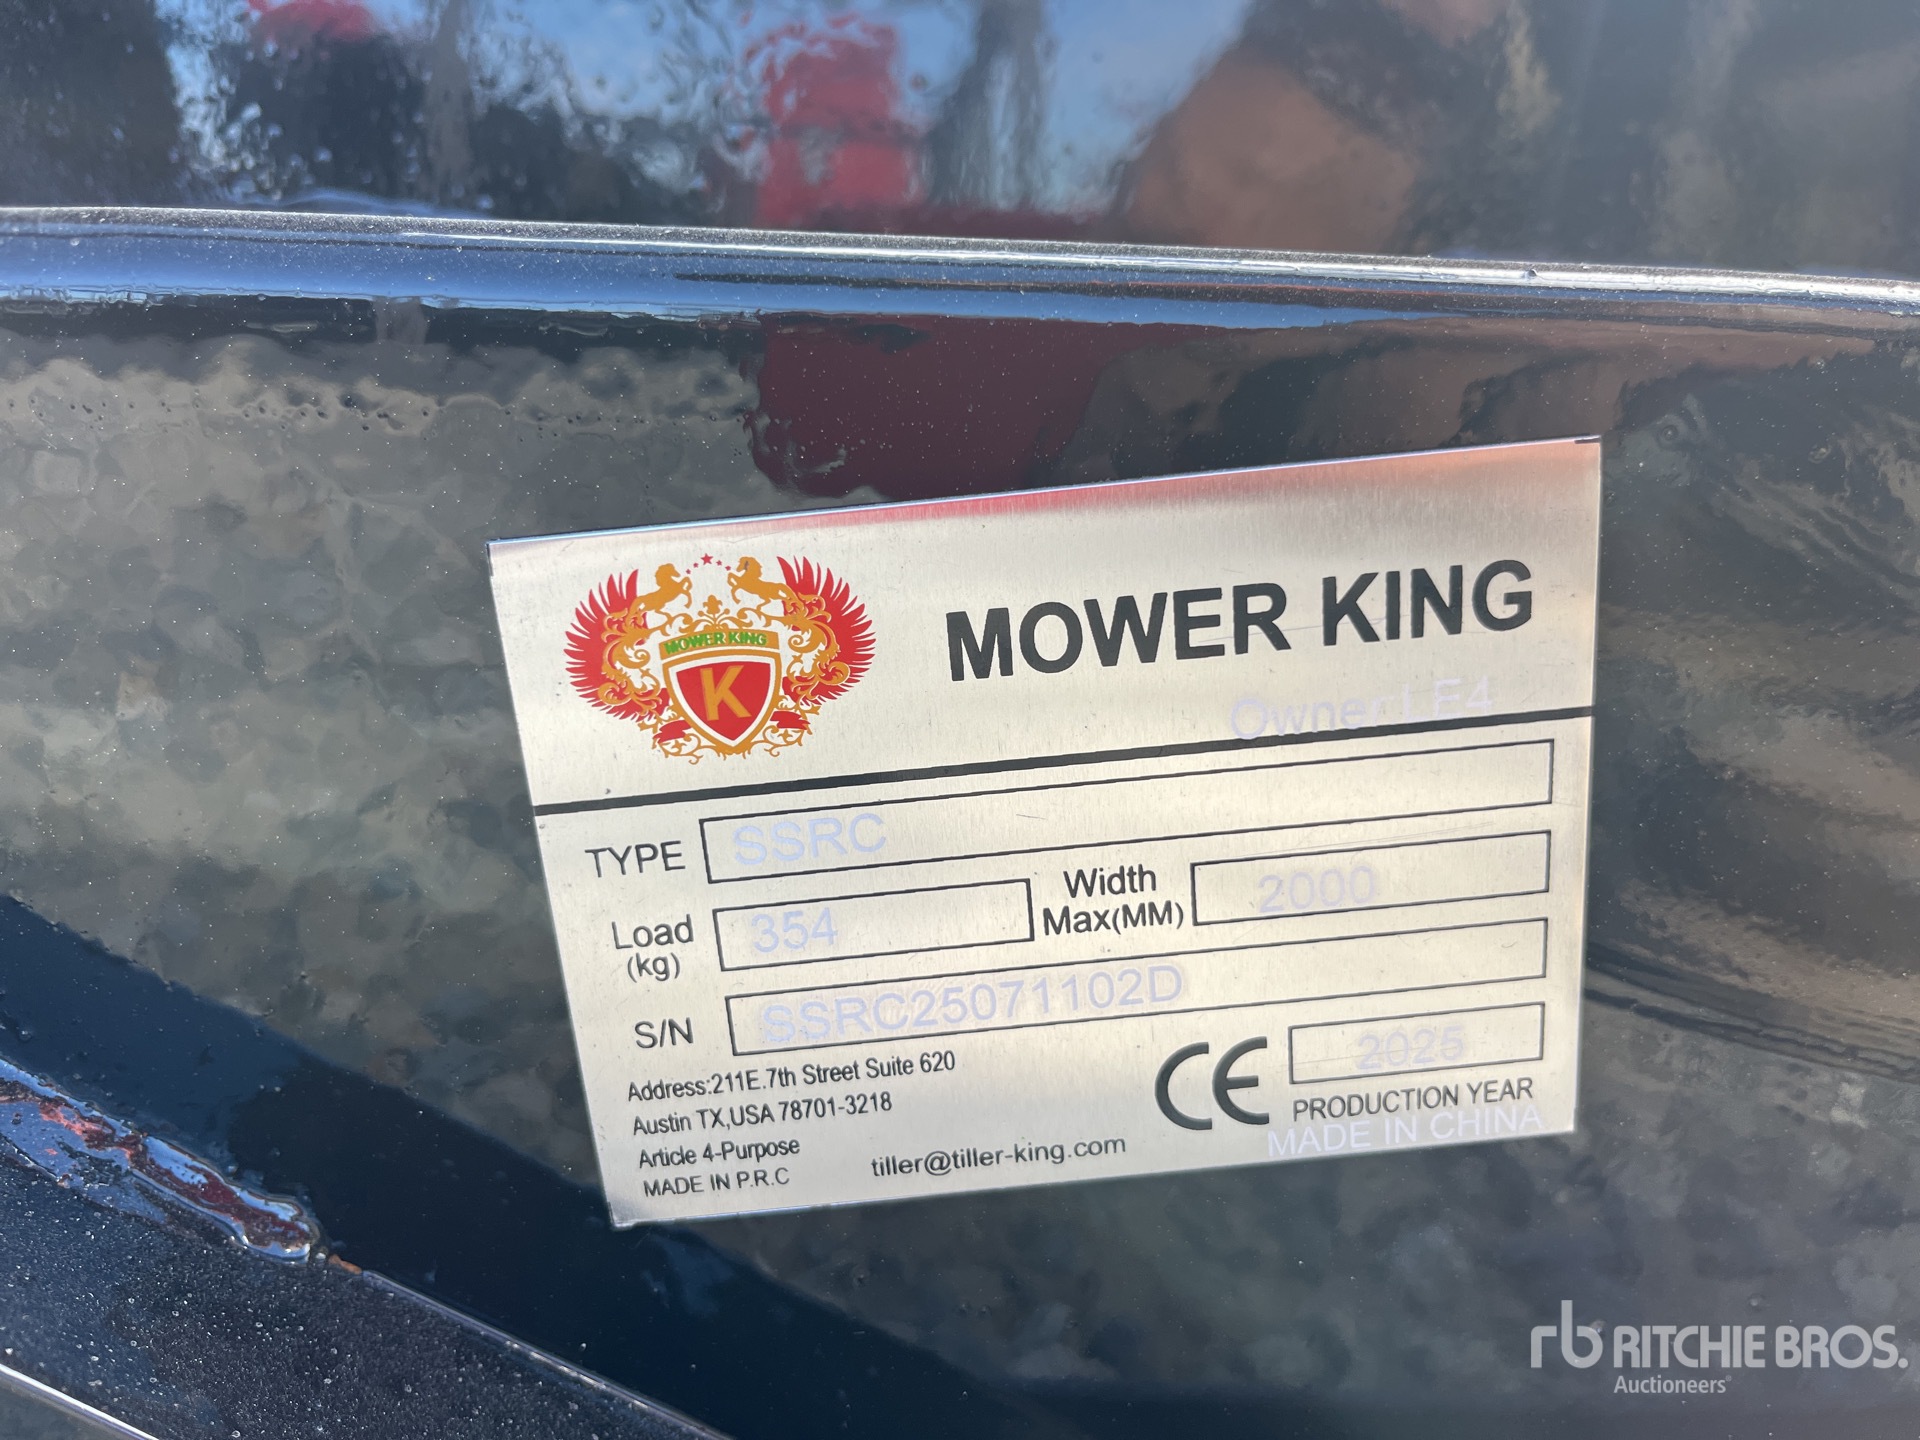 MOWER KING
K
MOWER KING
Owner LE4
TYPE SSRC
Load (kg) 354 Width Max(MM) 2000
S/N SSRC25071102D
Address:211E.7th Street Suite 620
Austin TX,USA 78701-3218
Article 4-Purpose
MADE IN P.R.C
tiller@tiller-king.com
CE 2025
PRODUCTION YEAR
MADE IN CHINA
rb RITCHIE BROS.
Auctioneers